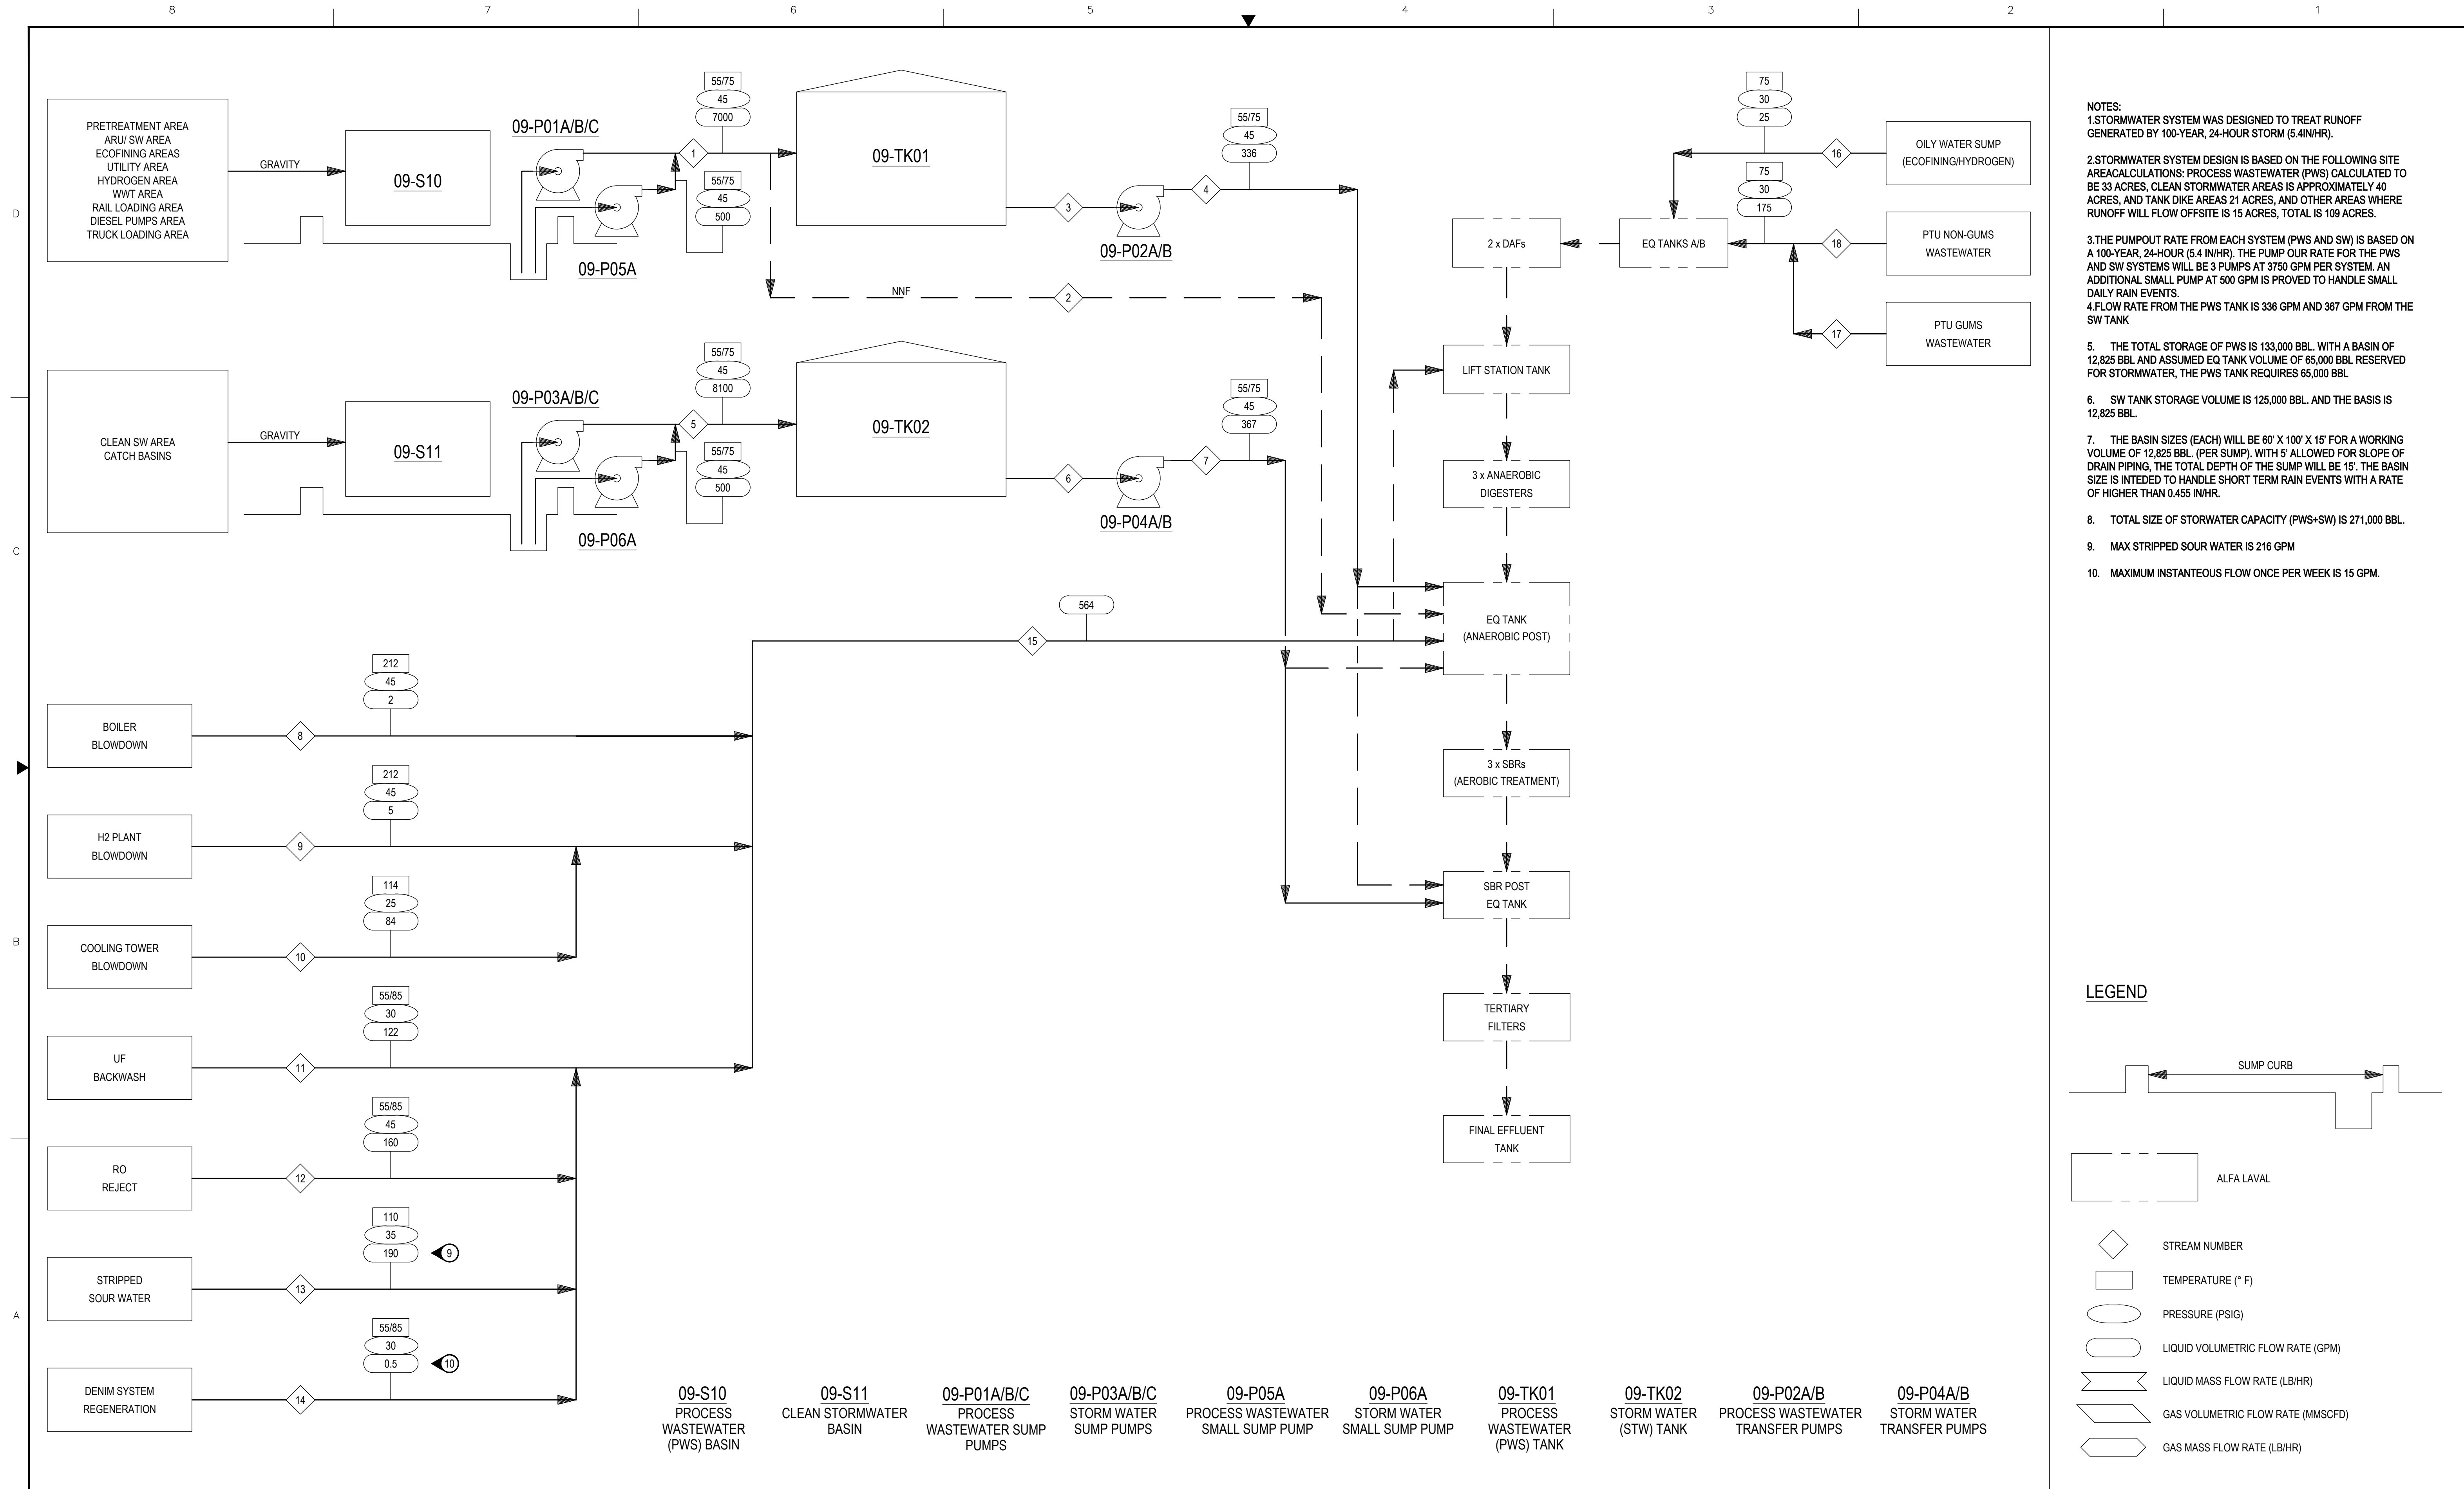 8
7
6
5
4
3
2
1
D
C
B
A
PRETREATMENT AREA
ARU/ SW AREA
ECOFINING AREAS
UTILITY AREA
HYDROGEN AREA
WWT AREA
RAIL LOADING AREA
DIESEL PUMPS AREA
TRUCK LOADING AREA
GRAVITY
09-S10
09-P01A/B/C
09-P05A
55/75
45
7000
1
55/75
45
500
09-TK01
3
09-P02A/B
4
55/75
45
336
NNF
2
CLEAN SW AREA
CATCH BASINS
GRAVITY
09-S11
09-P03A/B/C
09-P06A
55/75
45
8100
5
55/75
45
500
09-TK02
6
09-P04A/B
7
55/75
45
367
75
30
25
16
OILY WATER SUMP
(ECOFINING/HYDROGEN)
75
30
175
18
PTU NON-GUMS
WASTEWATER
17
PTU GUMS
WASTEWATER
EQ TANKS A/B
2 x DAFs
LIFT STATION TANK
3 x ANAEROBIC
DIGESTERS
EQ TANK
(ANAEROBIC POST)
3 x SBRs
(AEROBIC TREATMENT)
SBR POST
EQ TANK
TERTIARY
FILTERS
FINAL EFFLUENT
TANK
564
15
BOILER
BLOWDOWN
8
212
45
2
H2 PLANT
BLOWDOWN
9
212
45
5
COOLING TOWER
BLOWDOWN
10
114
25
84
UF
BACKWASH
11
55/85
30
122
RO
REJECT
12
55/85
45
160
STRIPPED
SOUR WATER
13
110
35
190
9
DENIM SYSTEM
REGENERATION
14
55/85
30
0.5
10
09-S10
PROCESS
WASTEWATER
(PWS) BASIN
09-S11
CLEAN STORMWATER
BASIN
09-P01A/B/C
PROCESS
WASTEWATER SUMP
PUMPS
09-P03A/B/C
STORM WATER
SUMP PUMPS
09-P05A
PROCESS WASTEWATER
SMALL SUMP PUMP
09-P06A
STORM WATER
SMALL SUMP PUMP
09-TK01
PROCESS
WASTEWATER
(PWS) TANK
09-TK02
STORM WATER
(STW) TANK
09-P02A/B
PROCESS WASTEWATER
TRANSFER PUMPS
09-P04A/B
STORM WATER
TRANSFER PUMPS
NOTES:
1.STORMWATER SYSTEM WAS DESIGNED TO TREAT RUNOFF
GENERATED BY 100-YEAR, 24-HOUR STORM (5.4IN/HR).
2.STORMWATER SYSTEM DESIGN IS BASED ON THE FOLLOWING SITE
AREACALCULATIONS: PROCESS WASTEWATER (PWS) CALCULATED TO
BE 33 ACRES, CLEAN STORMWATER AREAS IS APPROXIMATELY 40
ACRES, AND TANK DIKE AREAS 21 ACRES, AND OTHER AREAS WHERE
RUNOFF WILL FLOW OFFSITE IS 15 ACRES, TOTAL IS 109 ACRES.
3.THE PUMPOUT RATE FROM EACH SYSTEM (PWS AND SW) IS BASED ON
A 100-YEAR, 24-HOUR (5.4 IN/HR). THE PUMP OUR RATE FOR THE PWS
AND SW SYSTEMS WILL BE 3 PUMPS AT 3750 GPM PER SYSTEM. AN
ADDITIONAL SMALL PUMP AT 500 GPM IS PROVED TO HANDLE SMALL
DAILY RAIN EVENTS.
4.FLOW RATE FROM THE PWS TANK IS 336 GPM AND 367 GPM FROM THE
SW TANK
5. THE TOTAL STORAGE OF PWS IS 133,000 BBL. WITH A BASIN OF
12,825 BBL AND ASSUMED EQ TANK VOLUME OF 65,000 BBL RESERVED
FOR STORMWATER, THE PWS TANK REQUIRES 65,000 BBL
6. SW TANK STORAGE VOLUME IS 125,000 BBL. AND THE BASIS IS
12,825 BBL.
7. THE BASIN SIZES (EACH) WILL BE 60' X 100' X 15' FOR A WORKING
VOLUME OF 12,825 BBL. (PER SUMP). WITH 5' ALLOWED FOR SLOPE OF
DRAIN PIPING, THE TOTAL DEPTH OF THE SUMP WILL BE 15'. THE BASIN
SIZE IS INTEDED TO HANDLE SHORT TERM RAIN EVENTS WITH A RATE
OF HIGHER THAN 0.455 IN/HR.
8. TOTAL SIZE OF STORWATER CAPACITY (PWS+SW) IS 271,000 BBL.
9. MAX STRIPPED SOUR WATER IS 216 GPM
10. MAXIMUM INSTANTEOUS FLOW ONCE PER WEEK IS 15 GPM.
LEGEND
SUMP CURB
ALFA LAVAL
STREAM NUMBER
TEMPERATURE (° F)
PRESSURE (PSIG)
LIQUID VOLUMETRIC FLOW RATE (GPM)
LIQUID MASS FLOW RATE (LB/HR)
GAS VOLUMETRIC FLOW RATE (MMSCFD)
GAS MASS FLOW RATE (LB/HR)